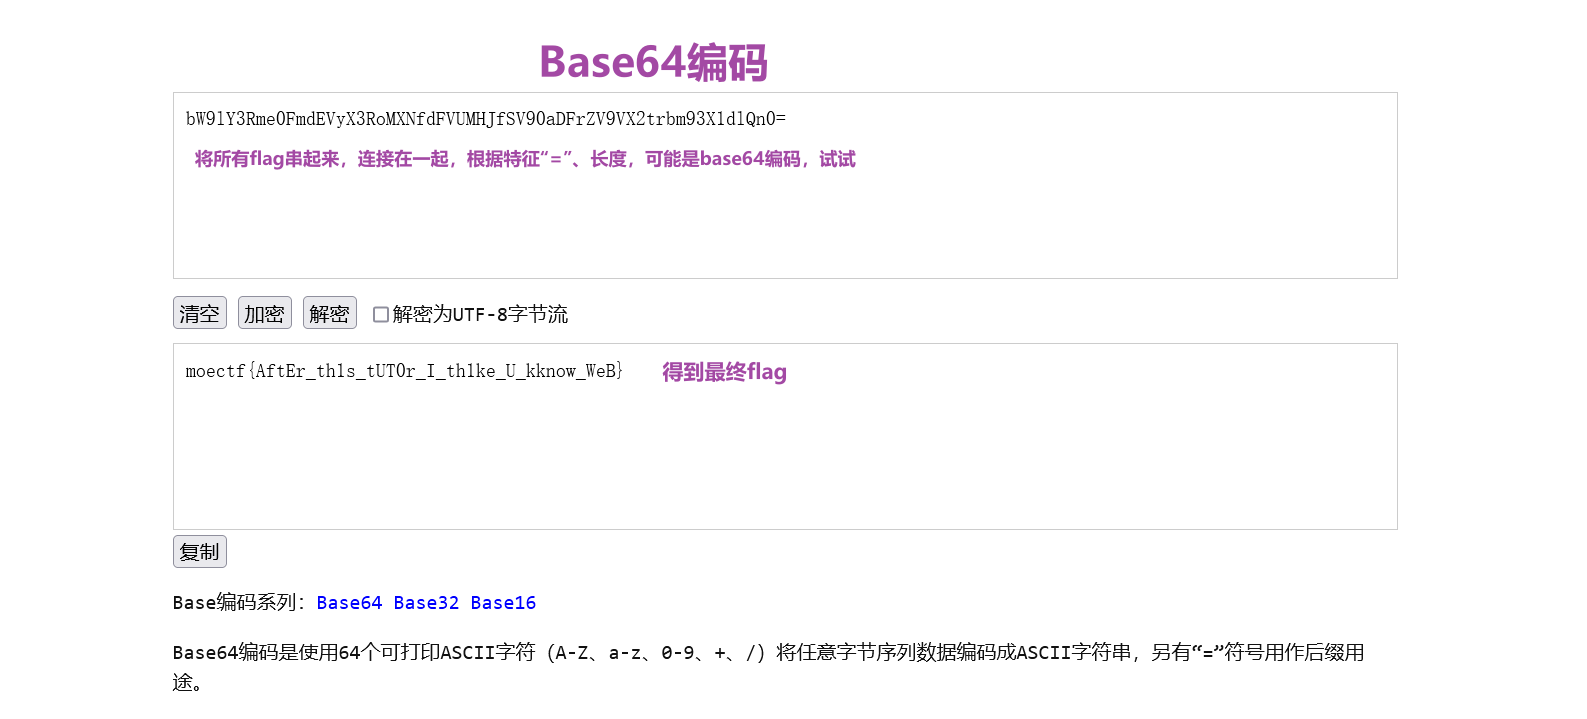 Base64编码
bW9lY3Rme0FmdEVyX3RoMXNfdFVUMHJfSV90aDFrZV9VX2trbm93X1dlQn0=
将所有flag串起来，连接在一起，根据特征“=”、长度，可能是base64编码，试试
清空 加密 解密 解密为UTF-8字节流
moectf{AftEr_th1s_tUT0r_I_th1ke_U_kknow_WeB} 得到最终flag
复制
Base编码系列：Base64 Base32 Base16
Base64编码是使用64个可打印ASCII字符（A-Z、a-z、0-9、+、/）将任意字节序列数据编码成ASCII字符串，另有“=”符号用作后缀用
途。